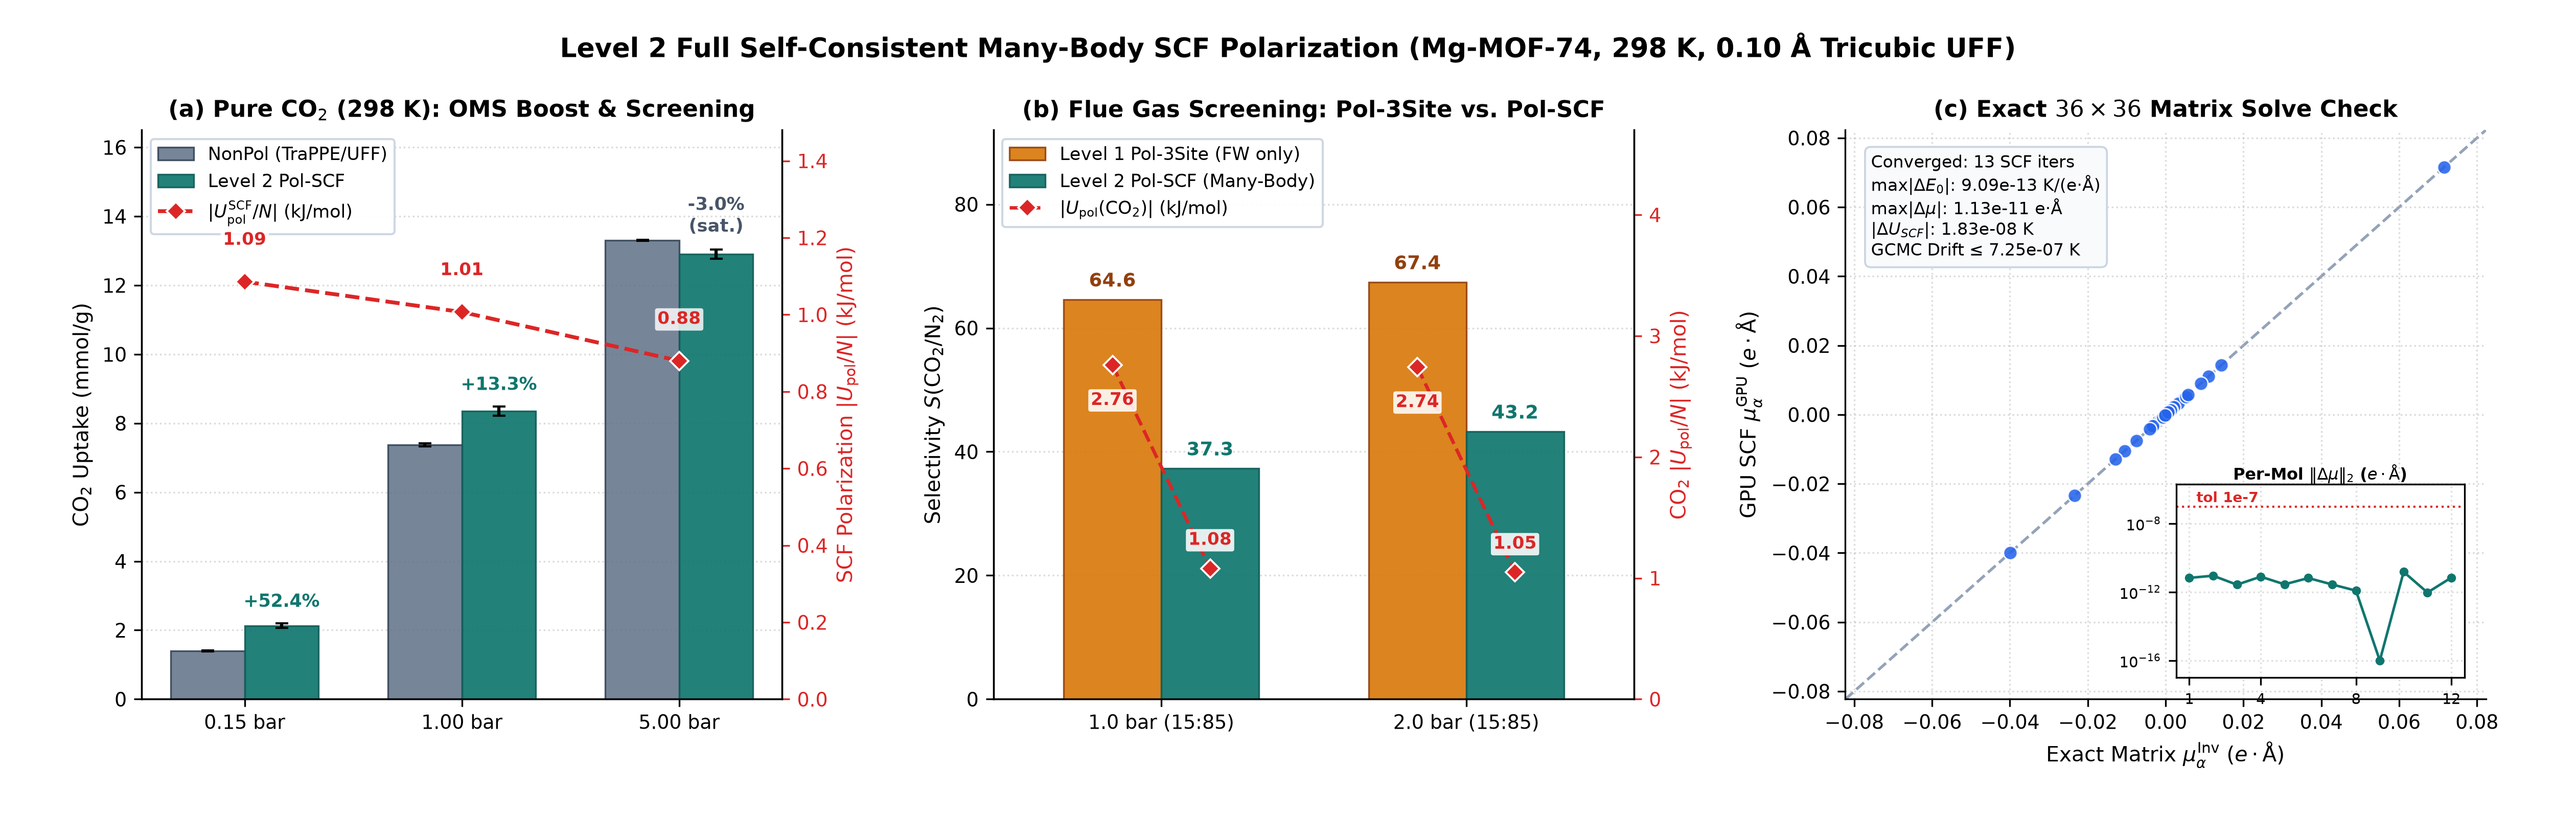 Level 2 Full Self-Consistent Many-Body SCF Polarization (Mg-MOF-74, 298 K, 0.10 Å Tricubic UFF)
(a) Pure CO₂ (298 K): OMS Boost & Screening
NonPol (TraPPE/UFF)
Level 2 Pol-SCF
|U_pol^SCF/N| (kJ/mol)
CO₂ Uptake (mmol/g)
16
14
12
10
8
6
4
2
0
1.09
1.01
0.88
+52.4%
+13.3%
-3.0%
(sat.)
0.15 bar
1.00 bar
5.00 bar
1.4
1.2
1.0
0.8
0.6
0.4
0.2
0.0
SCF Polarization |U_pol/N| (kJ/mol)
(b) Flue Gas Screening: Pol-3Site vs. Pol-SCF
Level 1 Pol-3Site (FW only)
Level 2 Pol-SCF (Many-Body)
|U_pol(CO₂)| (kJ/mol)
Selectivity S(CO₂/N₂)
80
60
40
20
0
64.6
67.4
37.3
43.2
2.76
2.74
1.08
1.05
1.0 bar (15:85)
2.0 bar (15:85)
4
3
2
1
0
CO₂ |U_pol/N| (kJ/mol)
(c) Exact 36 × 36 Matrix Solve Check
Converged: 13 SCF iters
max|ΔE₀|: 9.09e-13 K/(e·Å)
max|Δμ|: 1.13e-11 e·Å
|ΔU_SCF|: 1.83e-08 K
GCMC Drift ≤ 7.25e-07 K
GPU SCF μ_α^GPU (e · Å)
0.08
0.06
0.04
0.02
0.00
−0.02
−0.04
−0.06
−0.08
Per-Mol ‖Δμ‖₂ (e · Å)
tol 1e-7
10⁻⁸
10⁻¹²
10⁻¹⁶
1 4 8 12
−0.08 −0.06 −0.04 −0.02 0.00 0.02 0.04 0.06 0.08
Exact Matrix μ_α^Inv (e · Å)